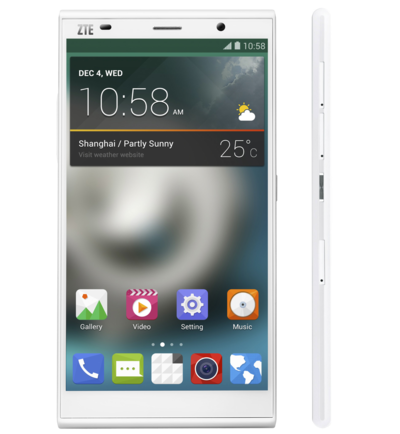 ZTE
10:58
DEC 4, WED
10:58 AM
Shanghai / Partly Sunny
Visit weather website
25°C
Gallery Video Setting Music